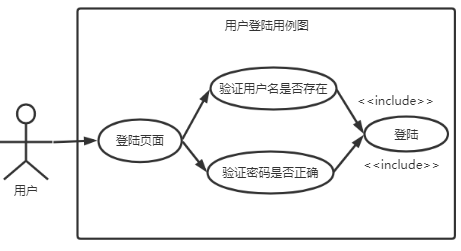 用户登陆用例图
验证用户名是否存在
<<include>>
登陆页面
登陆
<<include>>
验证密码是否正确
用户